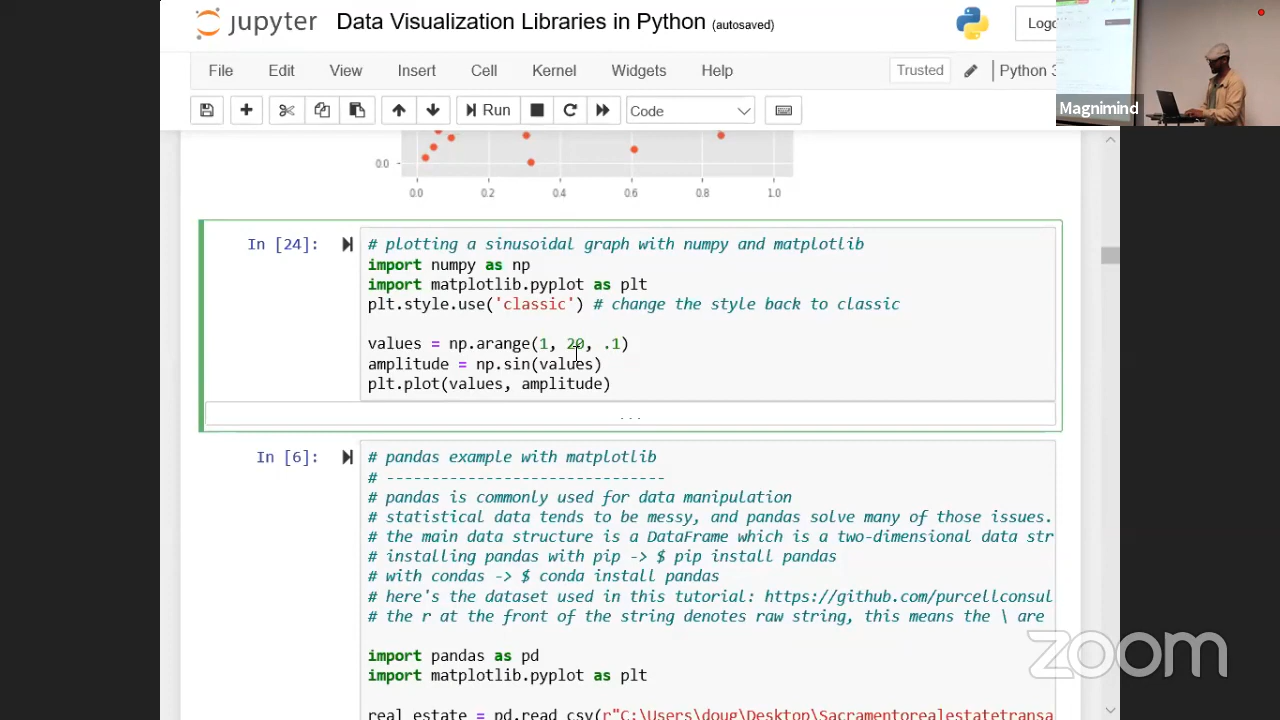 jupyter Data Visualization Libraries in Python (autosaved)
File Edit View Insert Cell Kernel Widgets Help Trusted Python
Run Code
Magnimind
0.0
0.0 0.2 0.4 0.6 0.8 1.0
In [24]: # plotting a sinusoidal graph with numpy and matplotlib
import numpy as np
import matplotlib.pyplot as plt
plt.style.use('classic') # change the style back to classic
values = np.arange(1, 20, .1)
amplitude = np.sin(values)
plt.plot(values, amplitude)
...
In [6]: # pandas example with matplotlib
# -------------------------------
# pandas is commonly used for data manipulation
# statistical data tends to be messy, and pandas solve many of those issues.
# the main data structure is a DataFrame which is a two-dimensional data str
# installing pandas with pip -> $ pip install pandas
# with condas -> $ conda install pandas
# here's the dataset used in this tutorial: https://github.com/purcellconsul
# the r at the front of the string denotes raw string, this means the \ are
import pandas as pd
import matplotlib.pyplot as plt
real_estate = pd.read_csv(r"C:\Users\doug\Desktop\Sacramentorealestatetransa
zoom